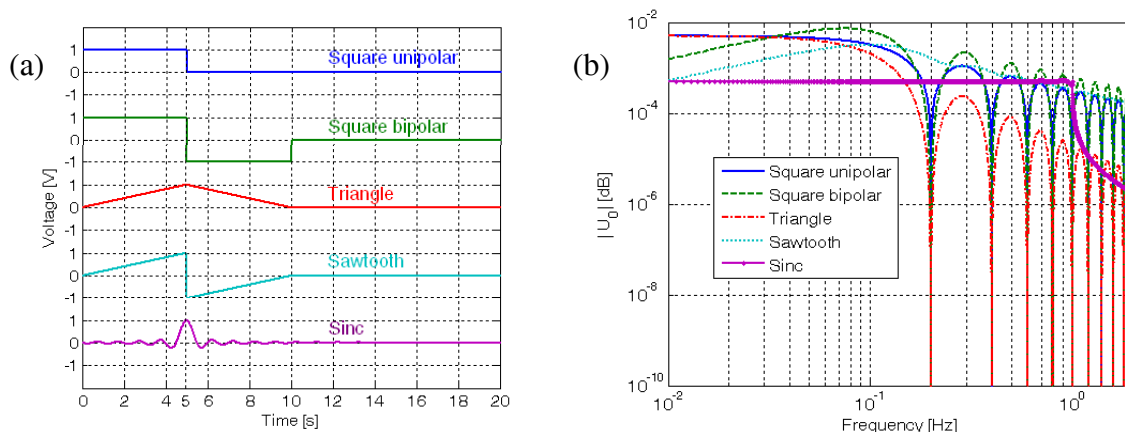 (a)
Voltage [V]
1
0
-1
1
0
-1
1
0
-1
1
0
-1
1
0
-1
Square unipolar
Square bipolar
Triangle
Sawtooth
Sinc
0 2 4 5 6 8 10 12 14 16 18 20
Time [s]
(b)
|U₀| [dB]
10⁻²
10⁻⁴
10⁻⁶
10⁻⁸
10⁻¹⁰
Square unipolar
Square bipolar
Triangle
Sawtooth
Sinc
10⁻² 10⁻¹ 10⁰
Frequency [Hz]